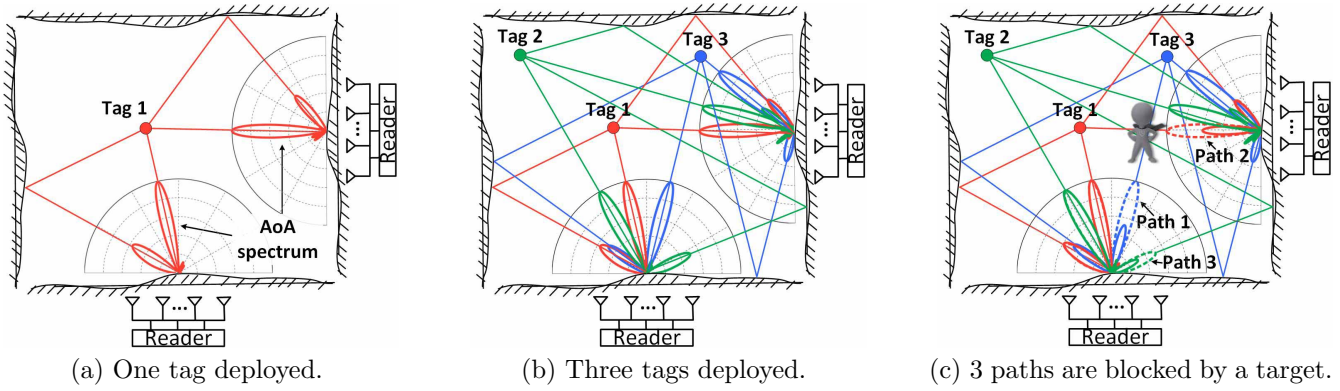 Tag 1
AoA
spectrum
Reader
Reader
(a) One tag deployed.
Tag 2
Tag 3
Tag 1
Reader
Reader
(b) Three tags deployed.
Tag 2
Tag 3
Tag 1
Path 2
Path 1
Path 3
Reader
Reader
(c) 3 paths are blocked by a target.